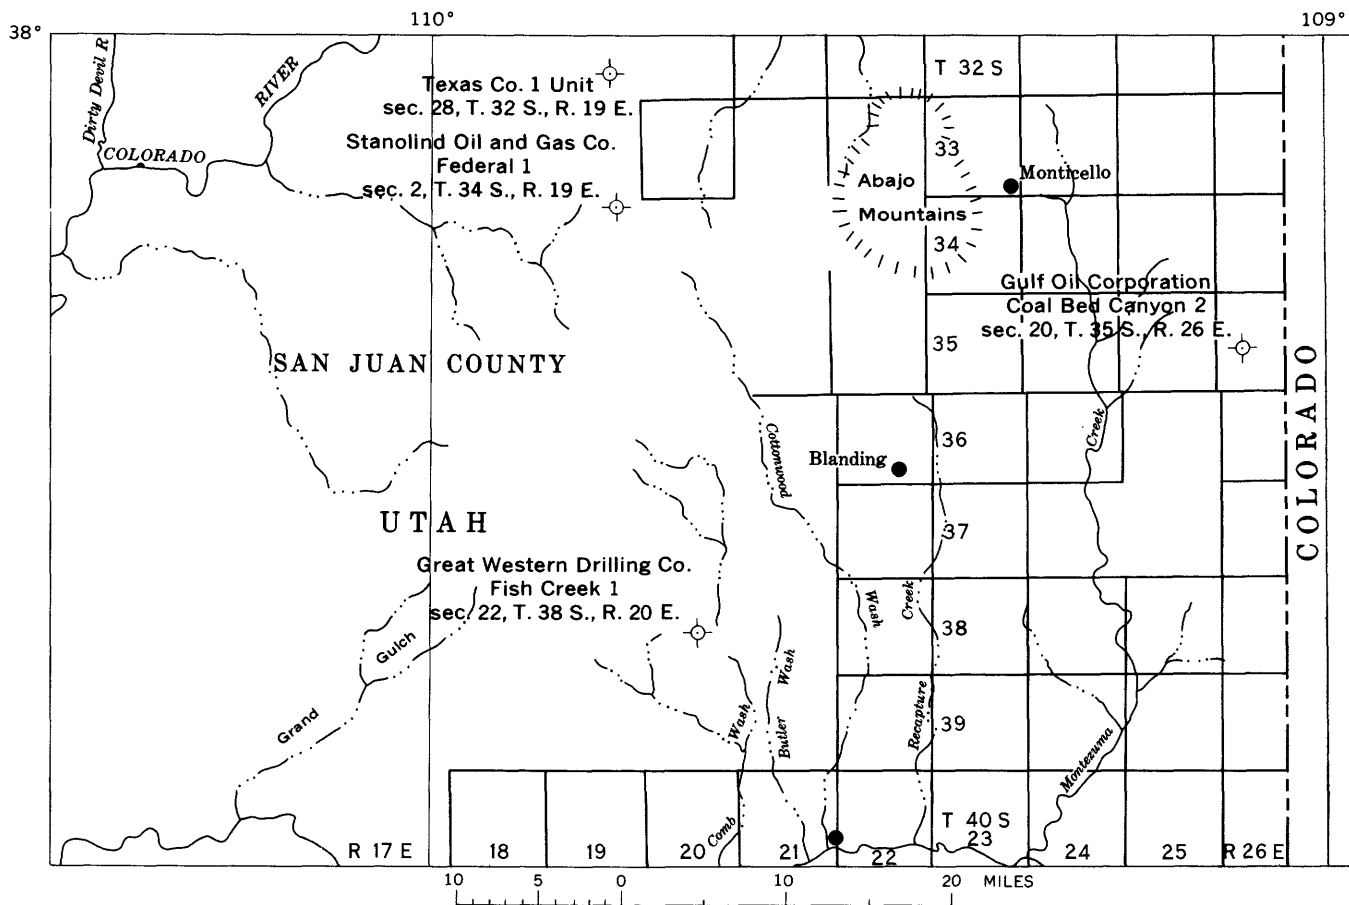 110°
109°
38°
Dirty Devil R
RIVER
COLORADO
Texas Co. 1 Unit
sec. 28, T. 32 S., R. 19 E.
Stanolind Oil and Gas Co.
Federal 1
sec. 2, T. 34 S., R. 19 E.
T 32 S
33
Abajo
Mountains
Monticello
34
Gulf Oil Corporation
Coal Bed Canyon 2
sec. 20, T. 35 S., R. 26 E.
35
SAN JUAN COUNTY
COLORADO
Cottonwood
Wash
Blanding
36
Creek
UTAH
37
Great Western Drilling Co.
Fish Creek 1
sec. 22, T. 38 S., R. 20 E.
Creek
38
Gulch
Grand
Wash
Butler
Wash
Recapture
39
Montezuma
Comb
T 40 S
R 17 E
18
19
20
21
22
23
24
25
R 26 E
10 5 0 10 20 MILES